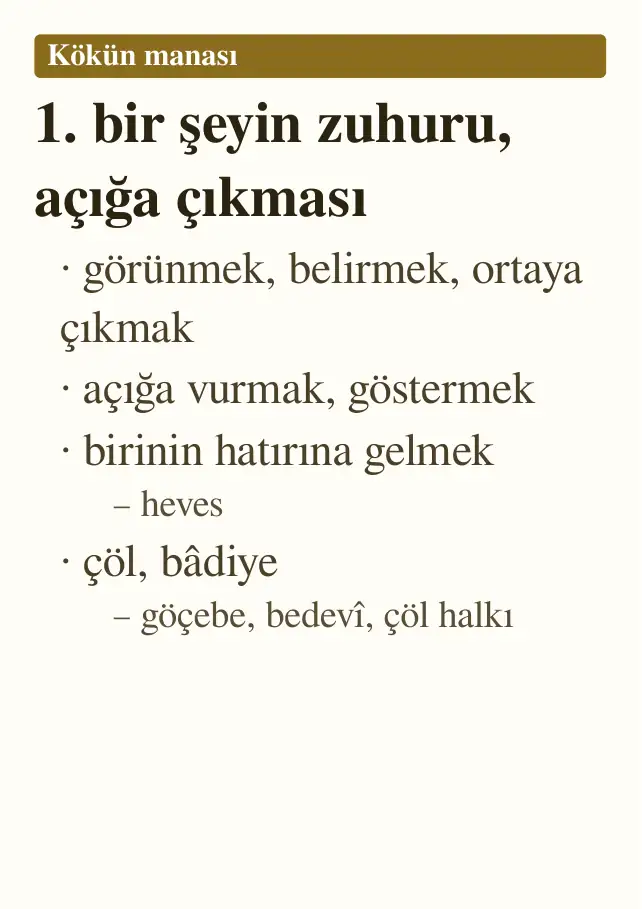 Kökün manası
1. bir şeyin zuhuru,
açığa çıkması
· görünmek, belirmek, ortaya
çıkmak
· açığa vurmak, göstermek
· birinin hatırına gelmek
– heves
· çöl, bâdiye
– göçebe, bedevî, çöl halkı